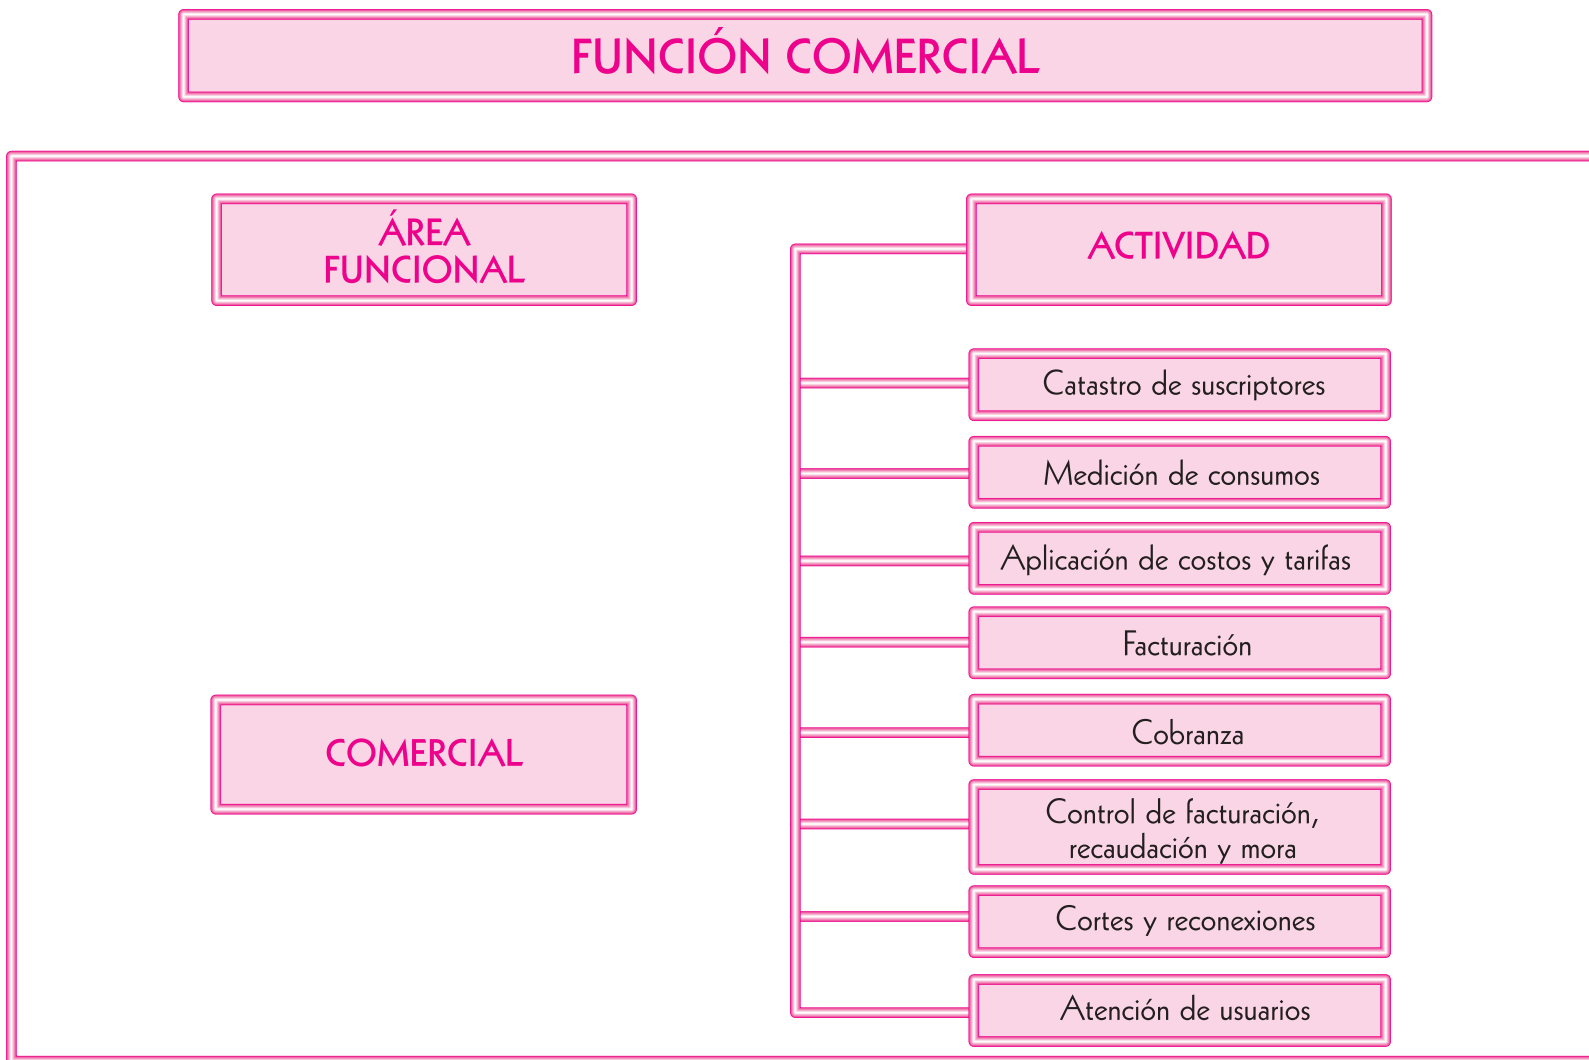 FUNCIÓN COMERCIAL
ÁREA
FUNCIONAL
ACTIVIDAD
Catastro de suscriptores
Medición de consumos
Aplicación de costos y tarifas
Facturación
COMERCIAL
Cobranza
Control de facturación,
recaudación y mora
Cortes y reconexiones
Atención de usuarios